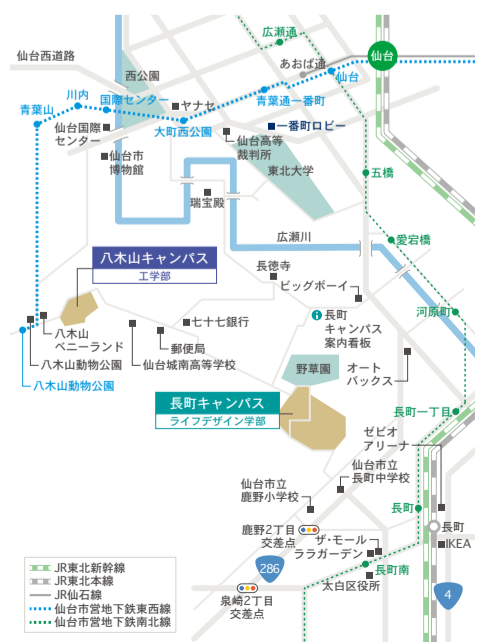 広瀬通
仙台西道路
あおば通
仙台
西公園
仙台
川内
国際センター
ヤナセ
青葉通一番町
青葉山
大町西公園
一番町ロビー
仙台国際
センター
仙台高等
裁判所
仙台市
博物館
東北大学
五橋
瑞宝殿
広瀬川
愛宕橋
八木山キャンパス
工学部
長徳寺
ビッグボーイ
長町
キャンパス
案内看板
河原町
八木山
ベニーランド
七十七銀行
郵便局
八木山動物公園
仙台城南高等学校
八木山動物公園
野草園
オート
バックス
長町キャンパス
ライフデザイン学部
長町一丁目
ゼビオ
アリーナ
仙台市立
長町中学校
仙台市立
鹿野小学校
長町
長町
鹿野2丁目
交差点
ザ・モール
ララガーデン
IKEA
286
長町南
太白区役所
泉崎2丁目
交差点
4
JR東北新幹線
JR東北本線
JR仙石線
仙台市営地下鉄東西線
仙台市営地下鉄南北線